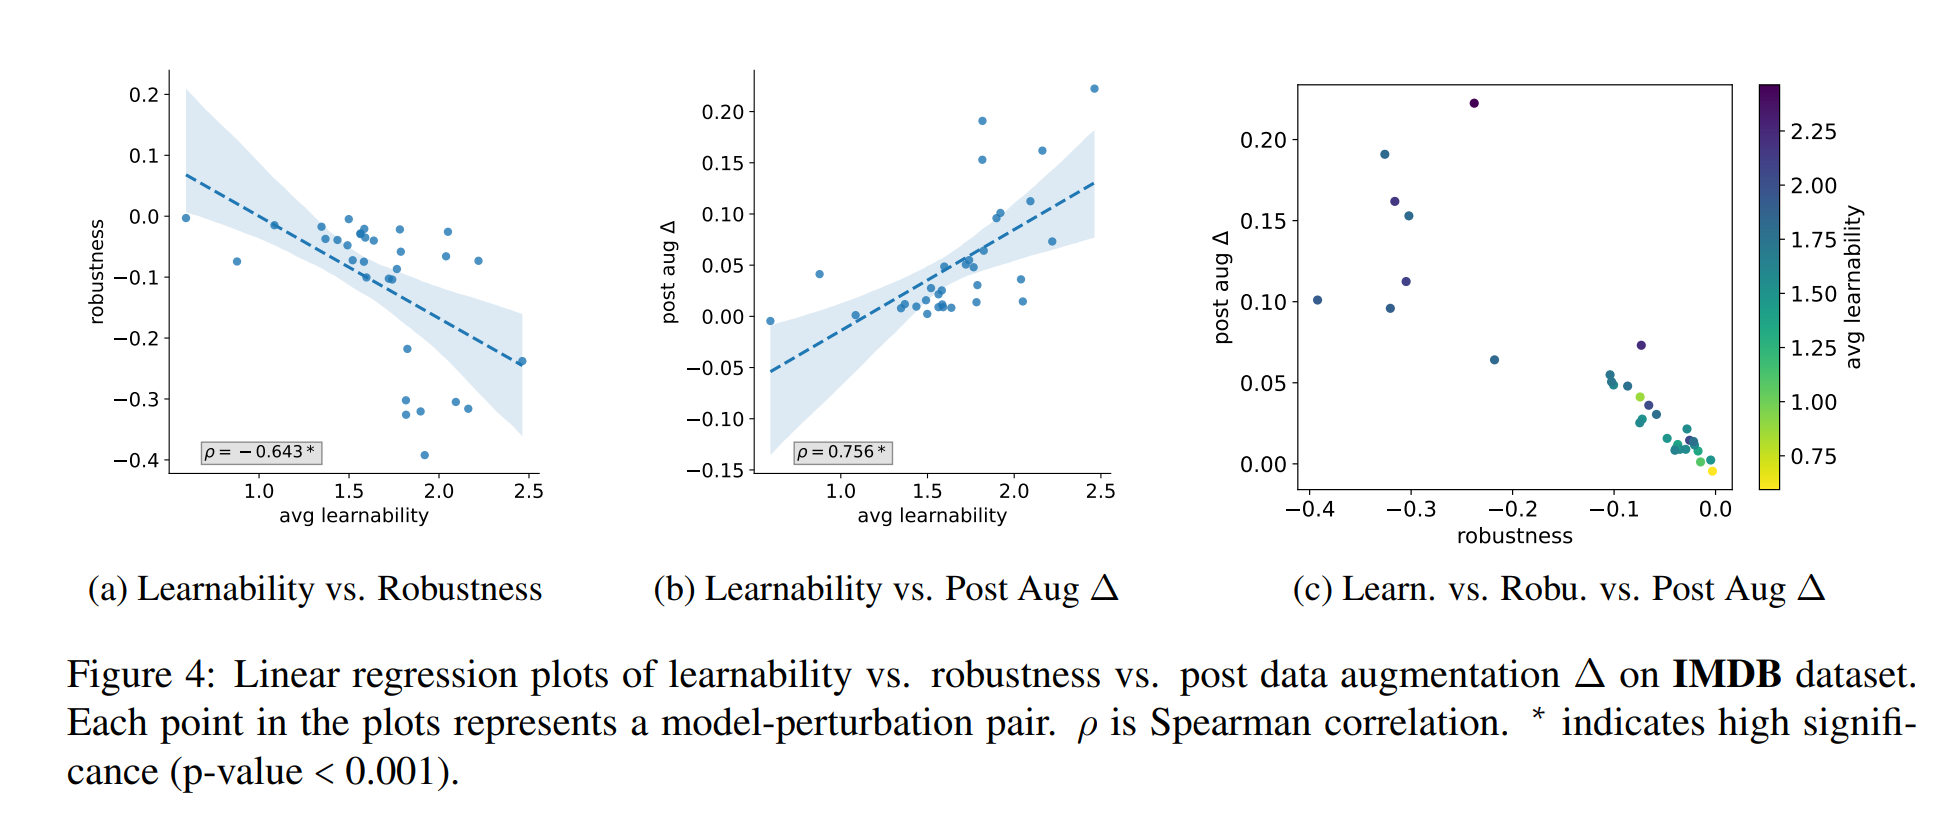 0.2
0.1
0.0
−0.1
−0.2
−0.3
−0.4
robustness
ρ = −0.643 *
1.0 1.5 2.0 2.5
avg learnability
0.20
0.15
0.10
0.05
0.00
−0.05
−0.10
−0.15
post aug Δ
ρ = 0.756 *
1.0 1.5 2.0 2.5
avg learnability
0.20
0.15
0.10
0.05
0.00
post aug Δ
−0.4 −0.3 −0.2 −0.1 0.0
robustness
2.25
2.00
1.75
1.50
1.25
1.00
0.75
avg learnability
(a) Learnability vs. Robustness
(b) Learnability vs. Post Aug Δ
(c) Learn. vs. Robu. vs. Post Aug Δ
Figure 4: Linear regression plots of learnability vs. robustness vs. post data augmentation Δ on IMDB dataset.
Each point in the plots represents a model-perturbation pair. ρ is Spearman correlation. * indicates high signifi-
cance (p-value < 0.001).